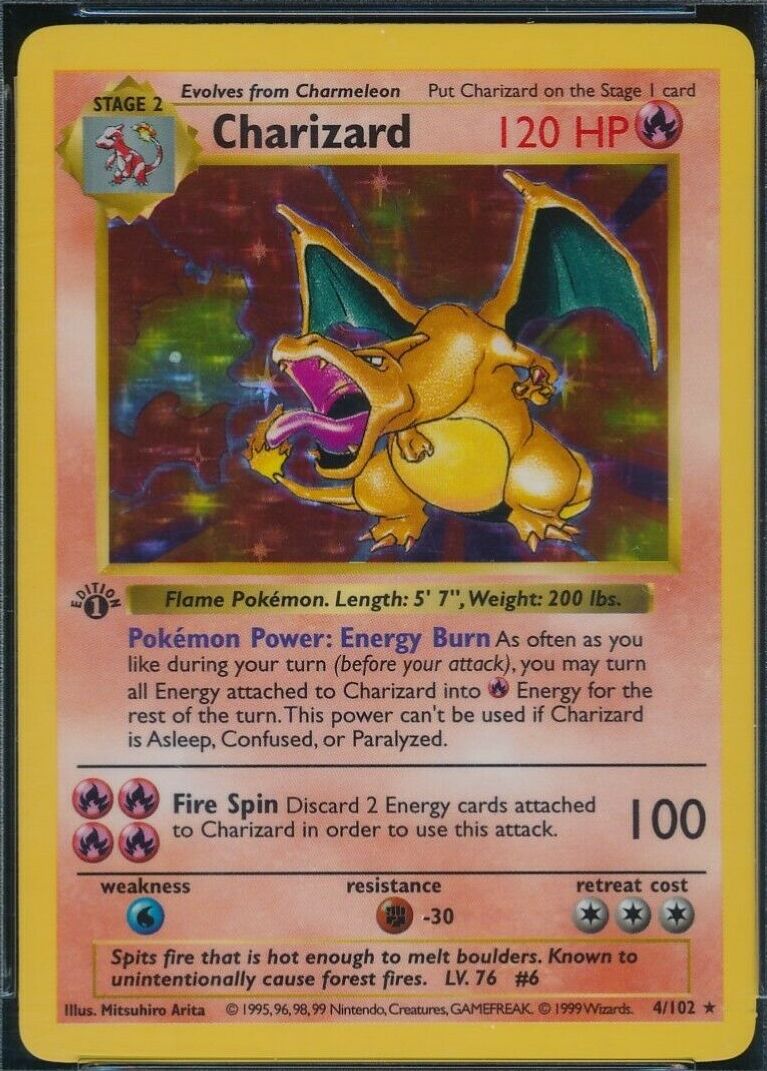 STAGE 2
Evolves from Charmeleon Put Charizard on the Stage 1 card
Charizard 120 HP
EDITION
1
Flame Pokémon. Length: 5' 7", Weight: 200 lbs.
Pokémon Power: Energy Burn As often as you
like during your turn (before your attack), you may turn
all Energy attached to Charizard into Energy for the
rest of the turn. This power can't be used if Charizard
is Asleep, Confused, or Paralyzed.
Fire Spin Discard 2 Energy cards attached
to Charizard in order to use this attack.
100
weakness resistance retreat cost
-30
Spits fire that is hot enough to melt boulders. Known to
unintentionally cause forest fires. LV. 76 #6
Illus. Mitsuhiro Arita © 1995, 96, 98, 99 Nintendo, Creatures, GAMEFREAK. © 1999 Wizards. 4/102 ★